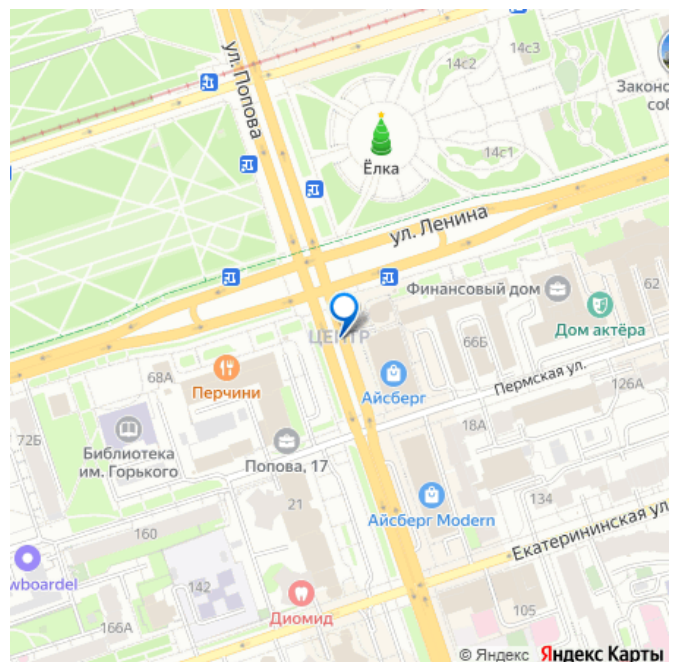 14с3
14с2
Законо
соб
ул. Попова
14с1
Ёлка
ул. Ленина
Финансовый дом
62
Дом актёра
ЦЕНТР
66Б
68А
Перчини
Айсберг
Пермская ул.
126А
72Б
Библиотека
им. Горького
Попова, 17
18А
21
134
Айсберг Modern
160
Екатерининская ул
wboardel
142
Диомид
105
166А
© Яндекс Яндекс Карты